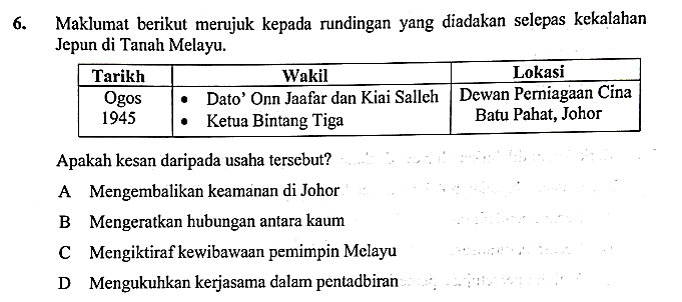 6. Maklumat berikut merujuk kepada rundingan yang diadakan selepas kekalahan
Jepun di Tanah Melayu.
Tarikh Wakil Lokasi
Ogos 1945 • Dato' Onn Jaafar dan Kiai Salleh Dewan Perniagaan Cina
• Ketua Bintang Tiga Batu Pahat, Johor
Apakah kesan daripada usaha tersebut?
A Mengembalikan keamanan di Johor
B Mengeratkan hubungan antara kaum
C Mengiktiraf kewibawaan pemimpin Melayu
D Mengukuhkan kerjasama dalam pentadbiran